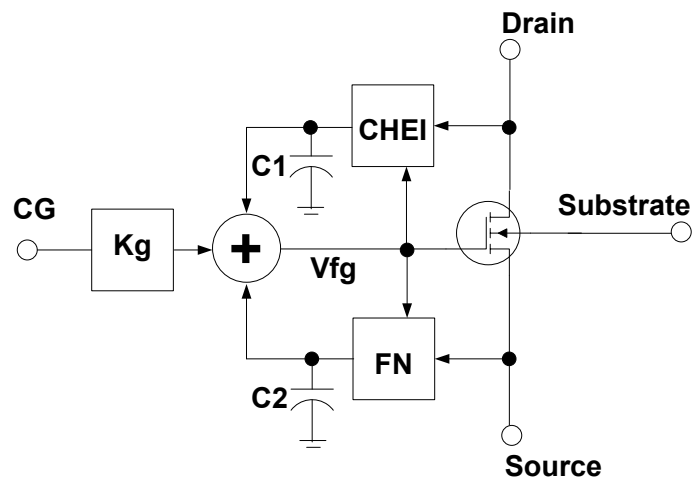 Drain
CHEI
C1
CG
Substrate
Kg
+
Vfg
FN
C2
Source